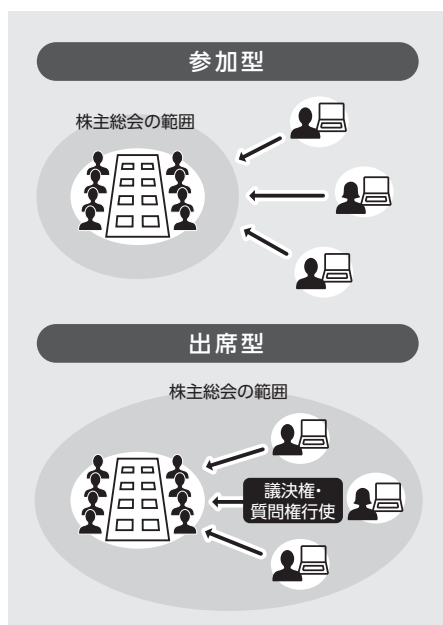 参加型
株主総会の範囲
出席型
株主総会の範囲
議決権・
質問権行使